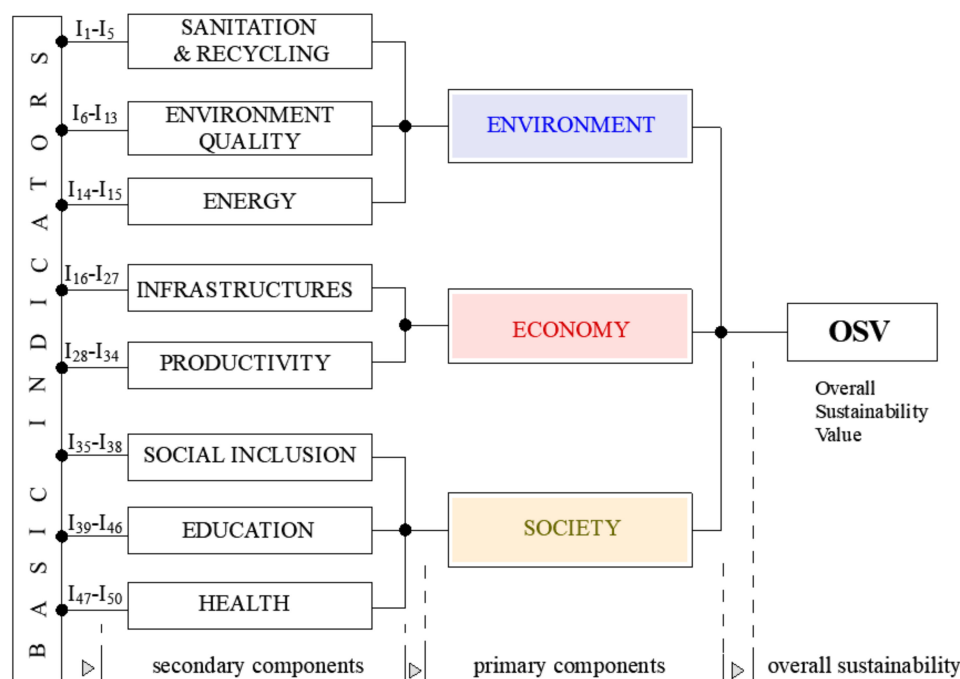 BASIC INDICATORS
I₁-I₅
SANITATION
& RECYCLING
I₆-I₁₃
ENVIRONMENT
QUALITY
I₁₄-I₁₅
ENERGY
ENVIRONMENT
I₁₆-I₂₇
INFRASTRUCTURES
I₂₈-I₃₄
PRODUCTIVITY
ECONOMY
I₃₅-I₃₈
SOCIAL INCLUSION
I₃₉-I₄₆
EDUCATION
I₄₇-I₅₀
HEALTH
SOCIETY
OSV
Overall
Sustainability
Value
secondary components
primary components
overall sustainability